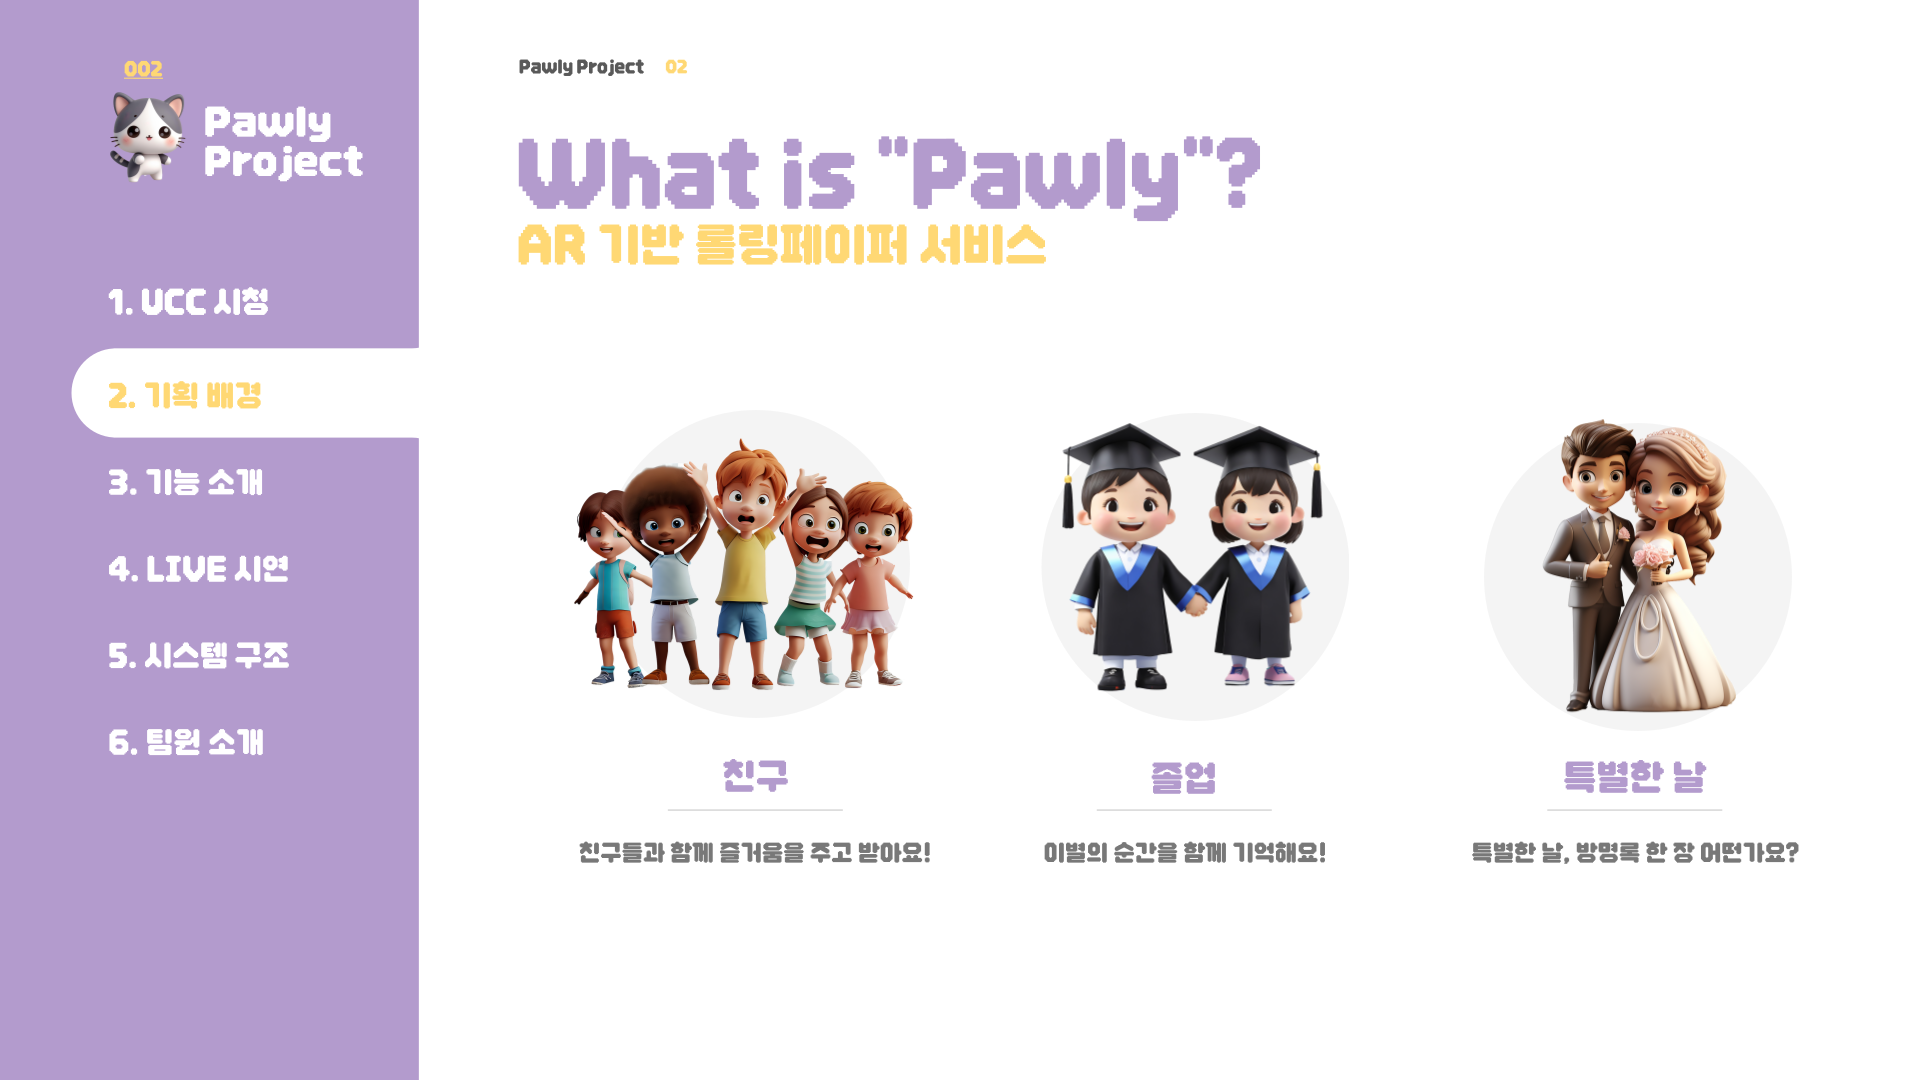 002
Pawly
Project
1. UCC 시청
2. 기획 배경
3. 기능 소개
4. LIVE 시연
5. 시스템 구조
6. 팀원 소개
Pawly Project 02
What is "Pawly"?
AR 기반 롤링페이퍼 서비스
친구
친구들과 함께 즐거움을 주고 받아요!
졸업
이별의 순간을 함께 기억해요!
특별한 날
특별한 날, 방명록 한 장 어떤가요?